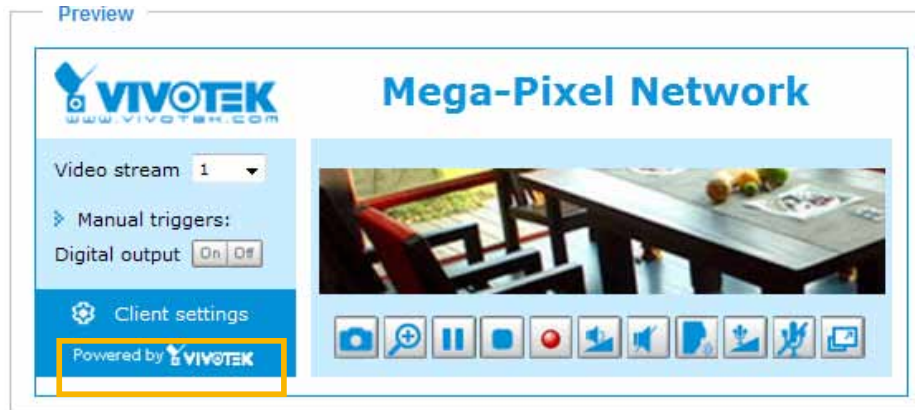 Preview
VIVOTEK
www.vivotek.com
Mega-Pixel Network
Video stream 1
Manual triggers:
Digital output On Off
Client settings
Powered by VIVOTEK